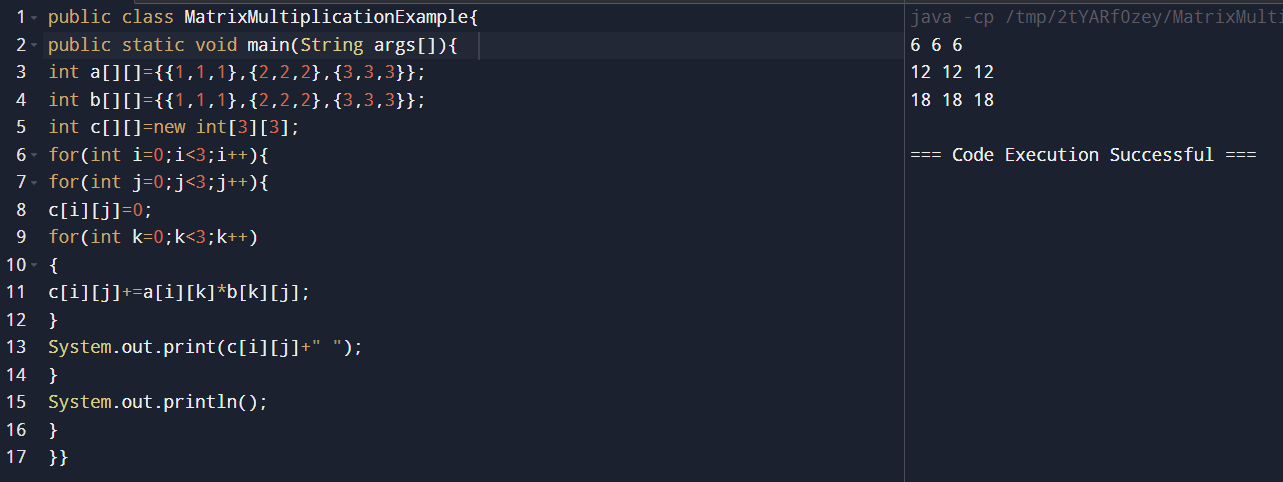 1 public class MatrixMultiplicationExample{
2 public static void main(String args[]){
3 int a[][]={{1,1,1},{2,2,2},{3,3,3}};
4 int b[][]={{1,1,1},{2,2,2},{3,3,3}};
5 int c[][]=new int[3][3];
6 for(int i=0;i<3;i++){
7 for(int j=0;j<3;j++){
8 c[i][j]=0;
9 for(int k=0;k<3;k++)
10 {
11 c[i][j]+=a[i][k]*b[k][j];
12 }
13 System.out.print(c[i][j]+" ");
14 }
15 System.out.println();
16 }
17 }}
java -cp /tmp/2tYARfOzey/MatrixMulti
6 6 6
12 12 12
18 18 18
=== Code Execution Successful ===